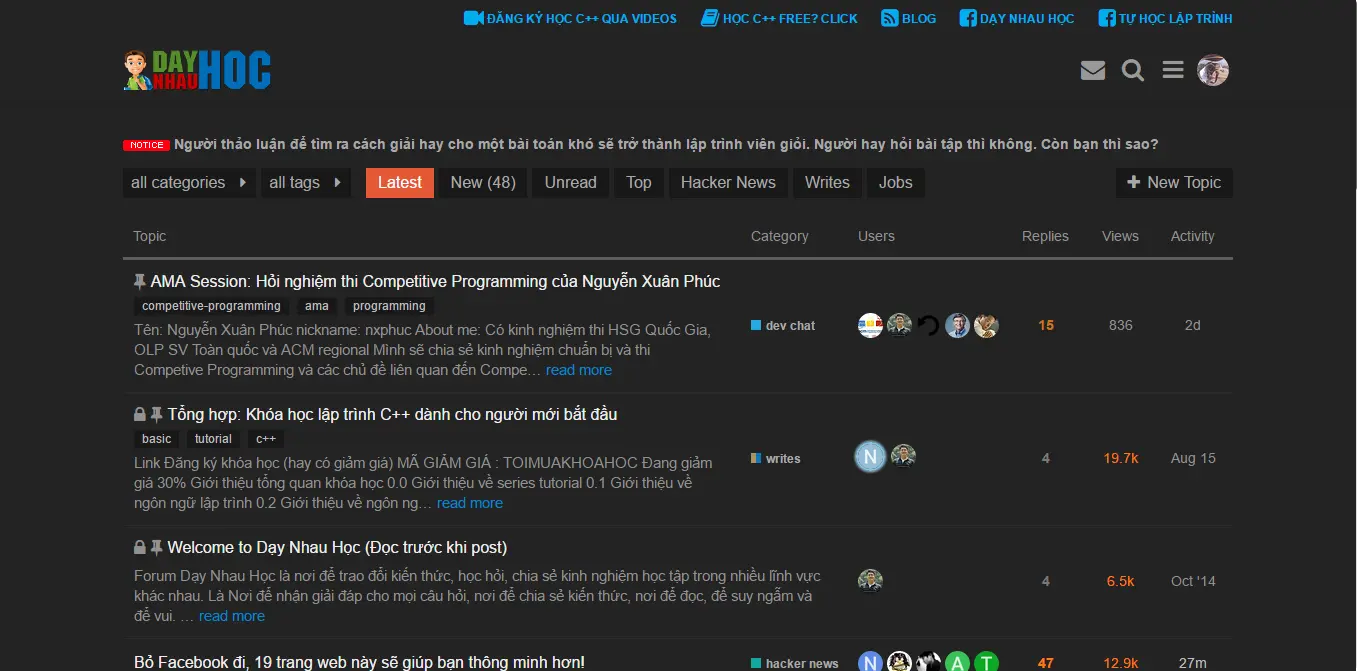 ĐĂNG KÝ HỌC C++ QUA VIDEOS HỌC C++ FREE? CLICK BLOG DẠY NHAU HỌC TỰ HỌC LẬP TRÌNH
DAY NHAU HOC
NOTICE Người thảo luận để tìm ra cách giải hay cho một bài toán khó sẽ trở thành lập trình viên giỏi. Người hay hỏi bài tập thì không. Còn bạn thì sao?
all categories all tags Latest New (48) Unread Top Hacker News Writes Jobs + New Topic
Topic Category Users Replies Views Activity
AMA Session: Hỏi nghiệm thi Competitive Programming của Nguyễn Xuân Phúc
competitive-programming ama programming
Tên: Nguyễn Xuân Phúc nickname: nxphuc About me: Có kinh nghiệm thi HSG Quốc Gia,
OLP SV Toàn quốc và ACM regional Mình sẽ chia sẻ kinh nghiệm chuẩn bị và thi
Competive Programming và các chủ đề liên quan đến Compe… read more
dev chat 15 836 2d
Tổng hợp: Khóa học lập trình C++ dành cho người mới bắt đầu
basic tutorial c++
Link Đăng ký khóa học (hay có giảm giá) MÃ GIẢM GIÁ : TOIMUAKHOAHOC Đang giảm
giá 30% Giới thiệu tổng quan khóa học 0.0 Giới thiệu về series tutorial 0.1 Giới thiệu về
ngôn ngữ lập trình 0.2 Giới thiệu về ngôn ng… read more
writes N 4 19.7k Aug 15
Welcome to Dạy Nhau Học (Đọc trước khi post)
Forum Dạy Nhau Học là nơi để trao đổi kiến thức, học hỏi, chia sẻ kinh nghiệm học tập trong nhiều lĩnh vực
khác nhau. Là Nơi để nhận giải đáp cho mọi câu hỏi, nơi để chia sẻ kiến thức, nơi để đọc, để suy ngẫm và
để vui. … read more
4 6.5k Oct '14
Bỏ Facebook đi, 19 trang web này sẽ giúp bạn thông minh hơn! hacker news N A T 47 12.9k 27m